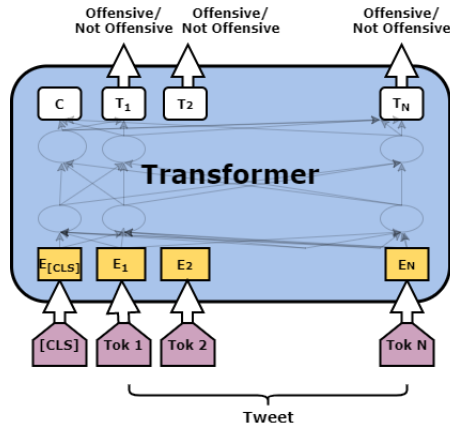 Offensive/
Not Offensive
Offensive/
Not Offensive
Offensive/
Not Offensive
C T1 T2 TN
Transformer
E[CLS] E1 E2 EN
[CLS] Tok 1 Tok 2 Tok N
Tweet